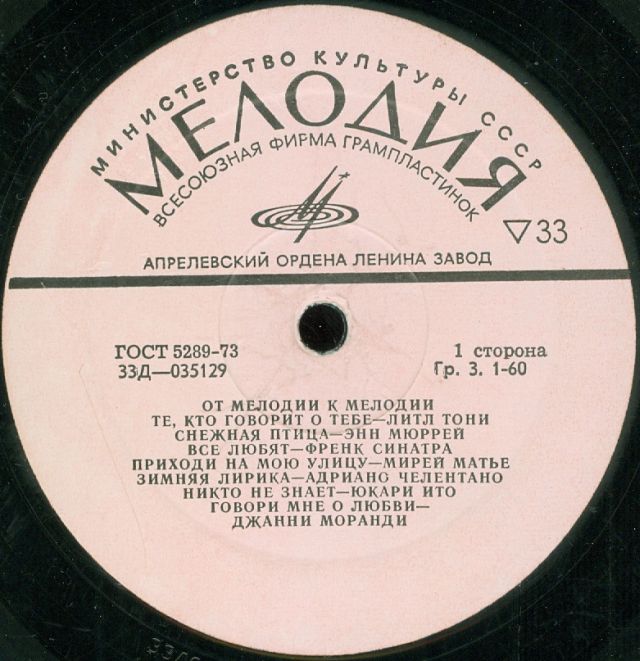 МИНИСТЕРСТВО КУЛЬТУРЫ СССР
МЕЛОДИЯ
ВСЕСОЮЗНАЯ ФИРМА ГРАМПЛАСТИНОК
33
АПРЕЛЕВСКИЙ ОРДЕНА ЛЕНИНА ЗАВОД
ГОСТ 5289-73
33Д—035129
1 сторона
Гр. 3. 1-60
ОТ МЕЛОДИИ К МЕЛОДИИ
ТЕ, КТО ГОВОРИТ О ТЕБЕ—ЛИТЛ ТОНИ
СНЕЖНАЯ ПТИЦА—ЭНН МЮРРЕЙ
ВСЕ ЛЮБЯТ—ФРЕНК СИНАТРА
ПРИХОДИ НА МОЮ УЛИЦУ—МИРЕЙ МАТЬЕ
ЗИМНЯЯ ЛИРИКА—АДРИАНО ЧЕЛЕНТАНО
НИКТО НЕ ЗНАЕТ—ЮКАРИ ИТО
ГОВОРИ МНЕ О ЛЮБВИ—
ДЖАННИ МОРАНДИ